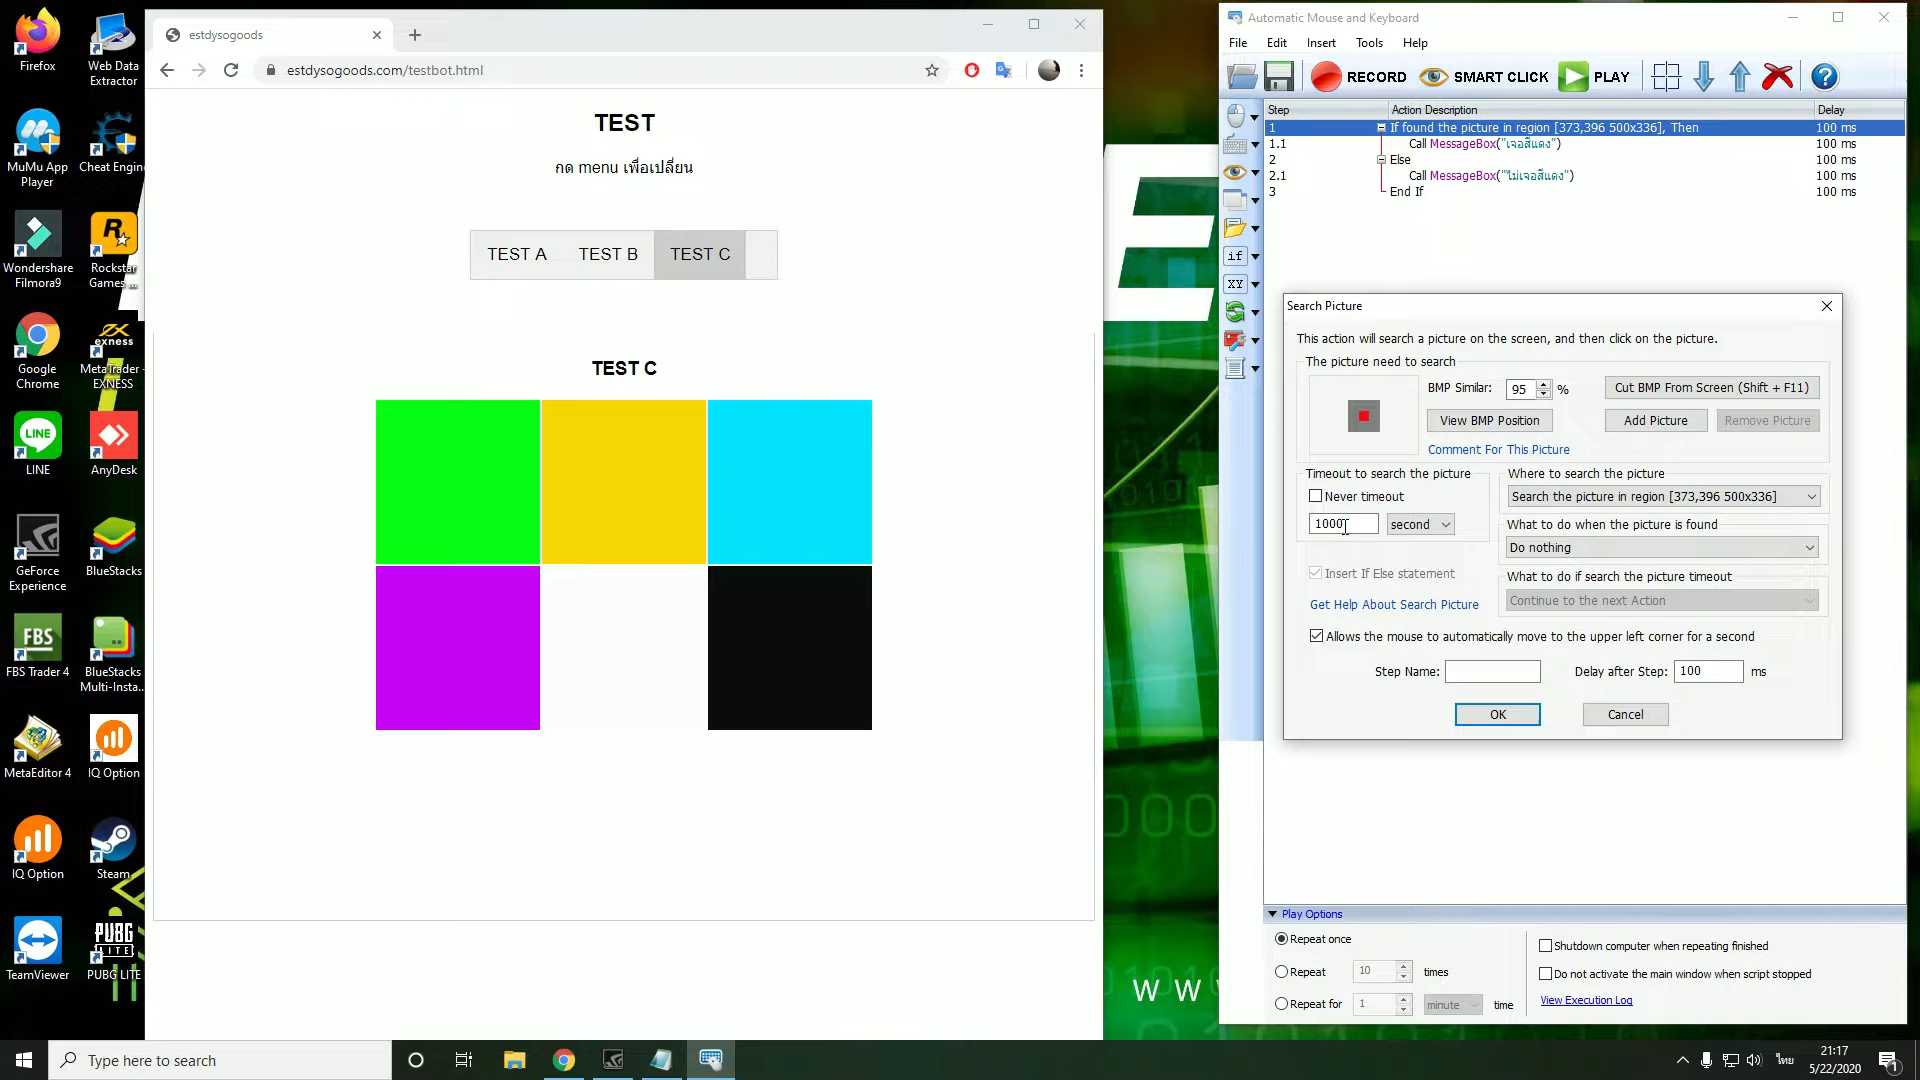 Firefox
Web Data Extractor
MuMu App Player
Cheat Engin
Wondershare Filmora9
Rockstar Games ...
Google Chrome
exness
MetaTrader - EXNESS
LINE
AnyDesk
GeForce Experience
BlueStacks
FBS
FBS Trader 4
BlueStacks Multi-Insta...
MetaEditor 4
IQ Option
IQ Option
Steam
TeamViewer
PUBG LITE
PUBG LITE
estdysogoods
estdysogoods.com/testbot.html
TEST
กด menu เพื่อเปลี่ยน
TEST A TEST B TEST C
TEST C
E
W W
Automatic Mouse and Keyboard
File Edit Insert Tools Help
RECORD SMART CLICK PLAY
Step Action Description Delay
1 If found the picture in region [373,396 500x336], Then 100 ms
1.1 Call MessageBox("เจอสีแดง") 100 ms
2 Else 100 ms
2.1 Call MessageBox("ไม่เจอสีแดง") 100 ms
3 End If 100 ms
if
XY
Search Picture
This action will search a picture on the screen, and then click on the picture.
The picture need to search
BMP Similar: 95 % Cut BMP From Screen (Shift + F11)
View BMP Position Add Picture Remove Picture
Comment For This Picture
Timeout to search the picture Where to search the picture
Never timeout Search the picture in region [373,396 500x336]
1000 second What to do when the picture is found
Do nothing
Insert If Else statement What to do if search the picture timeout
Get Help About Search Picture Continue to the next Action
Allows the mouse to automatically move to the upper left corner for a second
Step Name: Delay after Step: 100 ms
OK Cancel
Play Options
Repeat once Shutdown computer when repeating finished
Repeat 10 times Do not activate the main window when script stopped
Repeat for 1 minute time View Execution Log
Type here to search
ไทย 21:17
5/22/2020
1